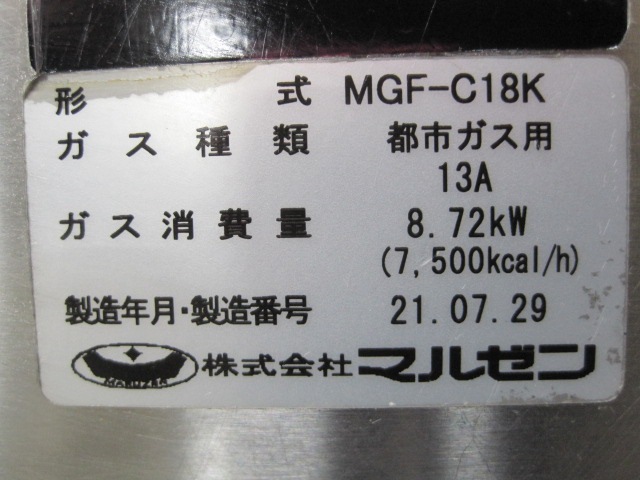 形式 MGF-C18K
ガス種類 都市ガス用
13A
ガス消費量 8.72kW
(7,500kcal/h)
製造年月・製造番号 21.07.29
MARUZEN 株式会社 マルゼン